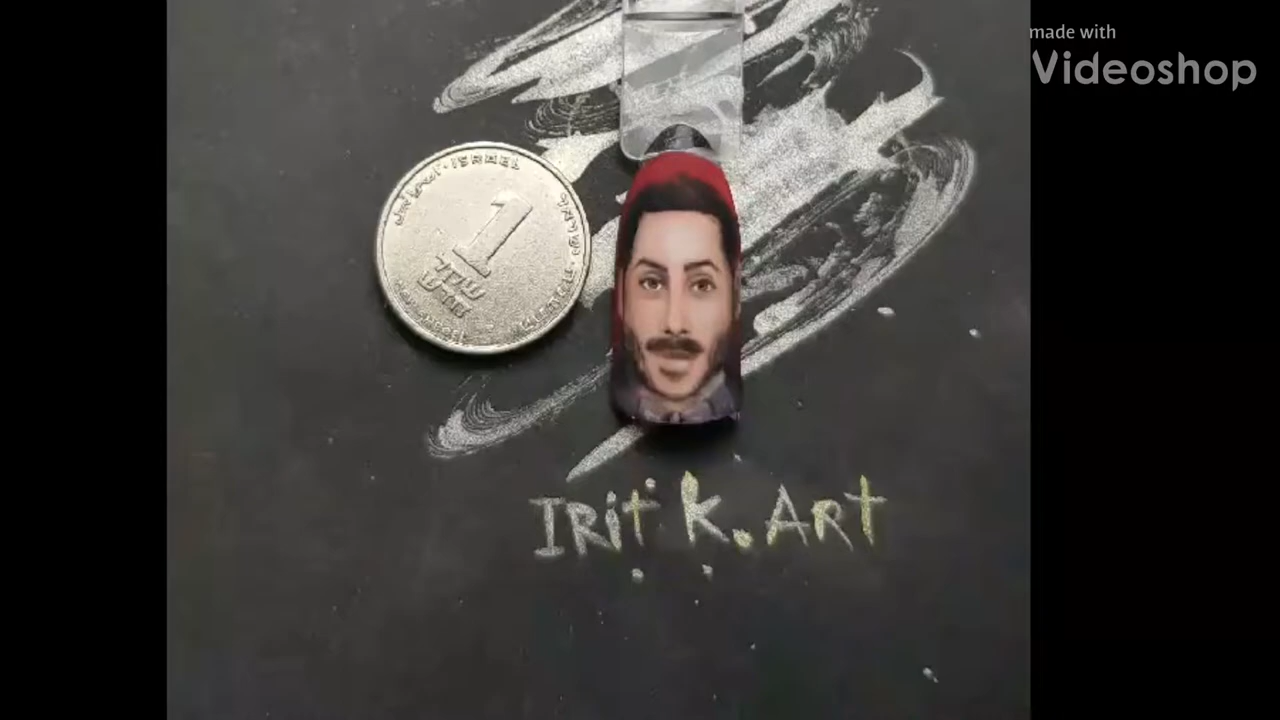 made with
Videoshop
ISRAEL
1
שקל
חדש
IRit K. ARt